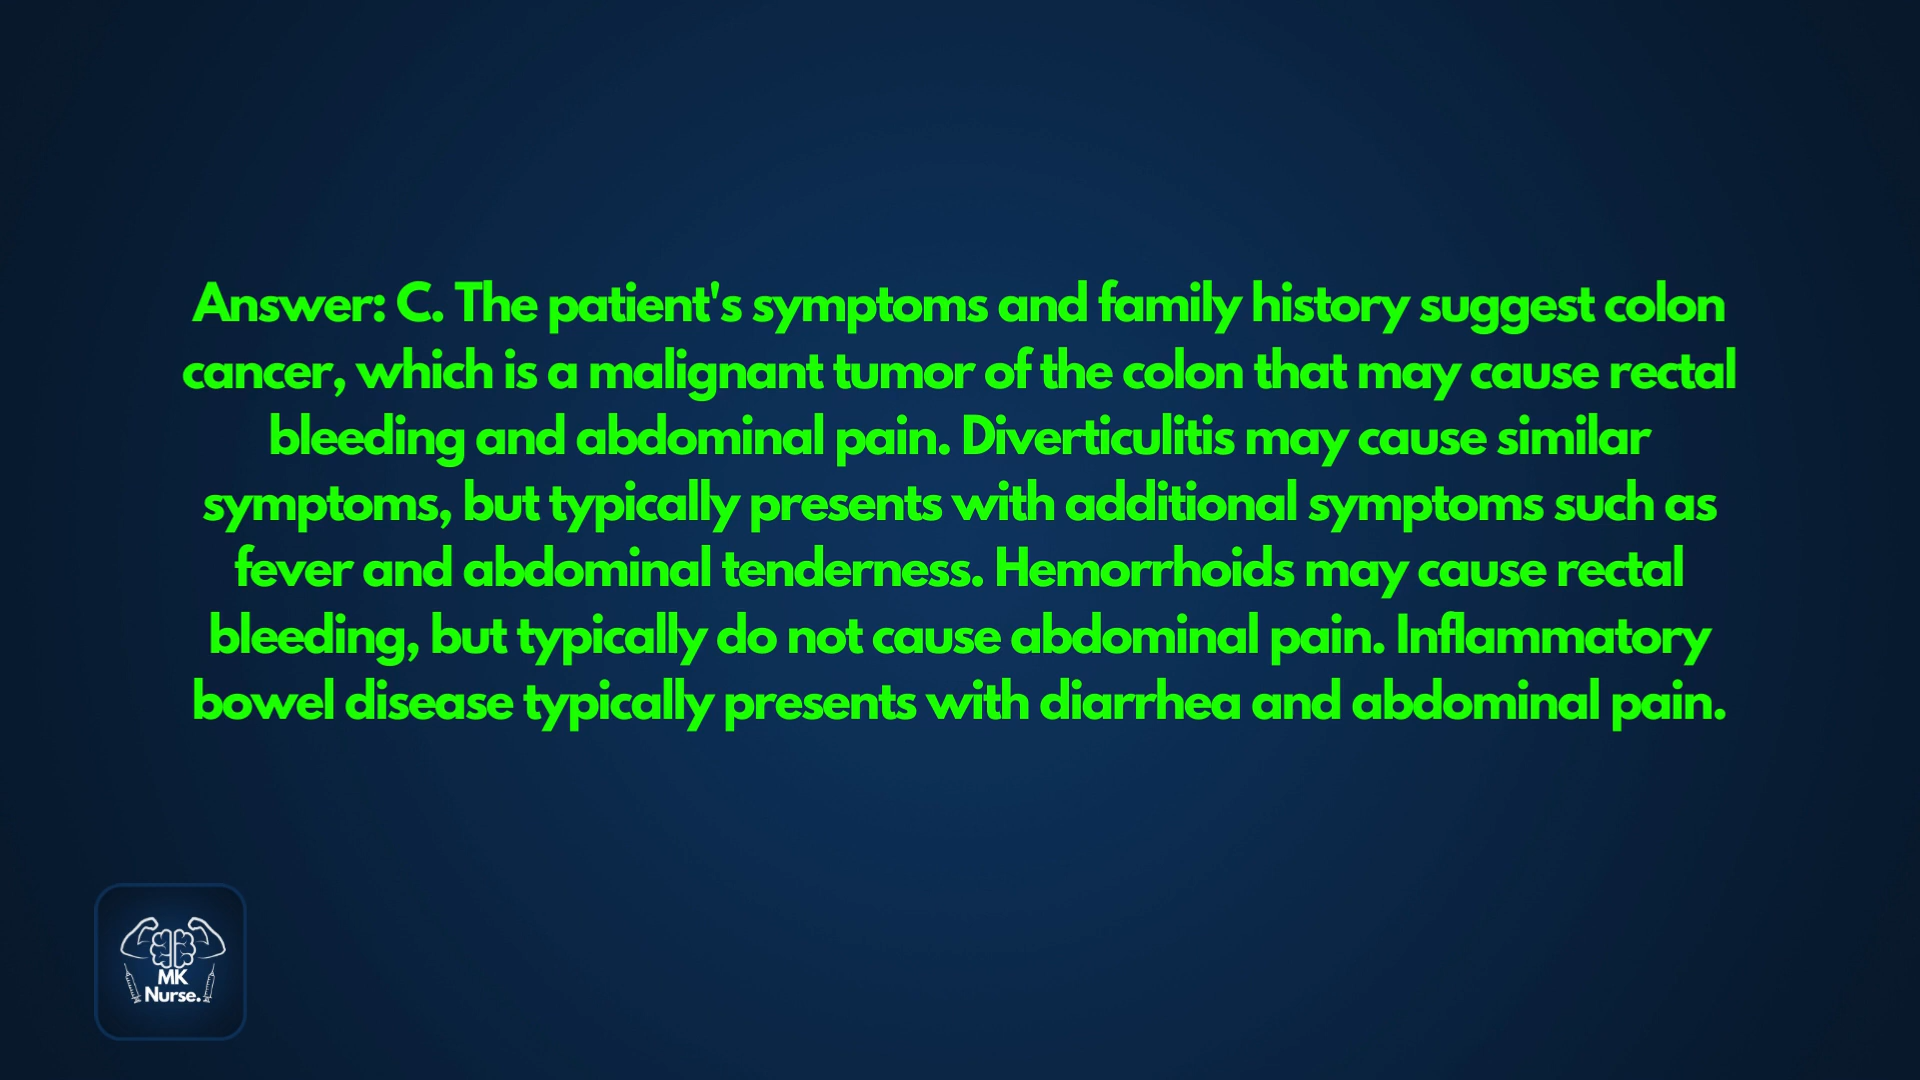 Answer: C. The patient's symptoms and family history suggest colon
cancer, which is a malignant tumor of the colon that may cause rectal
bleeding and abdominal pain. Diverticulitis may cause similar
symptoms, but typically presents with additional symptoms such as
fever and abdominal tenderness. Hemorrhoids may cause rectal
bleeding, but typically do not cause abdominal pain. Inflammatory
bowel disease typically presents with diarrhea and abdominal pain.
MK
Nurse.